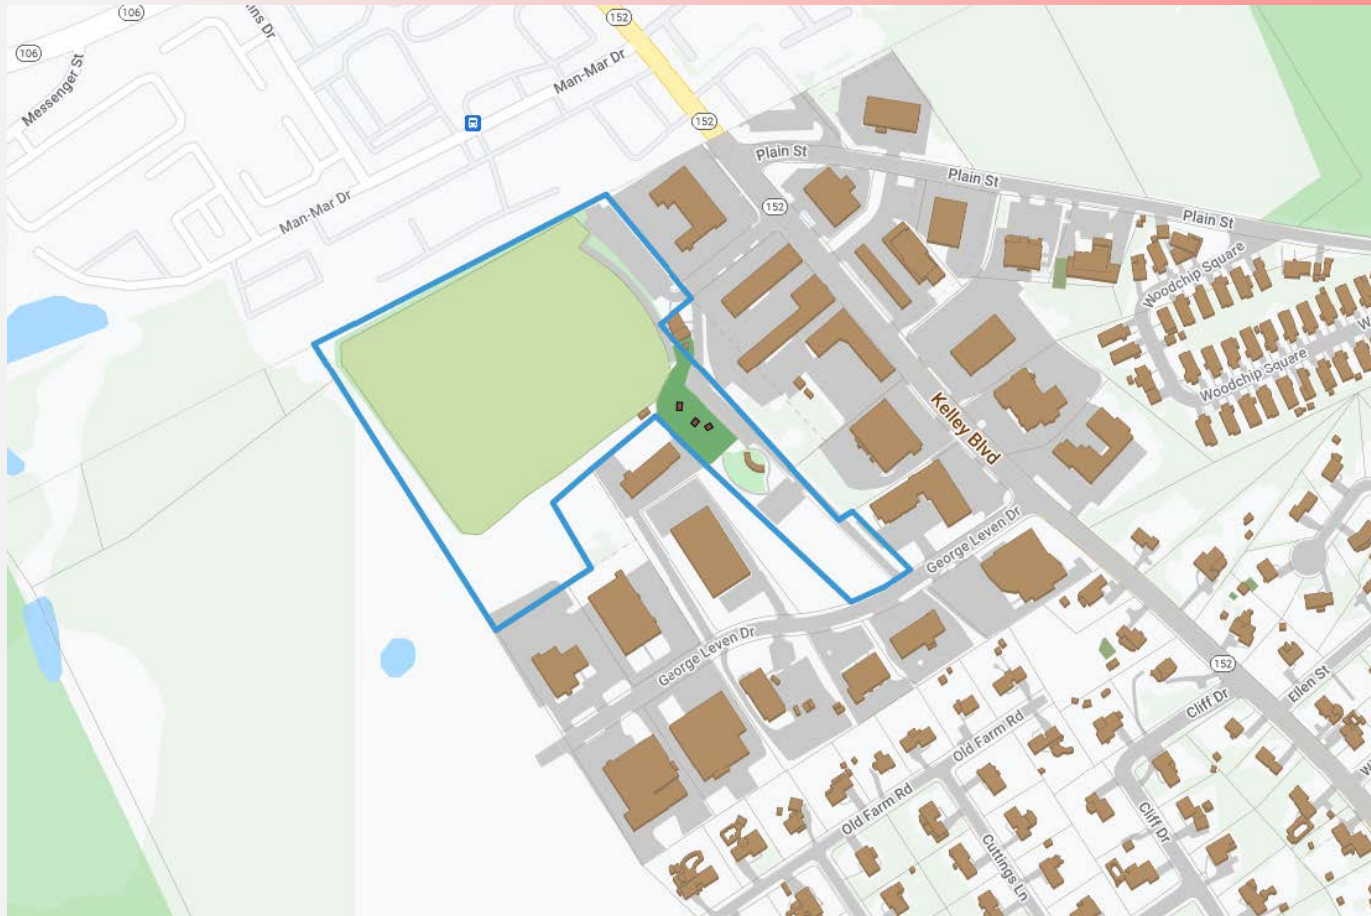 106
152
ns Dr
106
Man-Mar Dr
Messenger St
152
Plain St
Plain St
Man-Mar Dr
152
Plain St
Woodchip Square
Woodchip Square
W
Kelley Blvd
George Leven Dr
George Leven Dr
152
Ellen St
Cliff Dr
Old Farm Rd
Old Farm Rd
Cliff Dr
Cuttings Ln
W